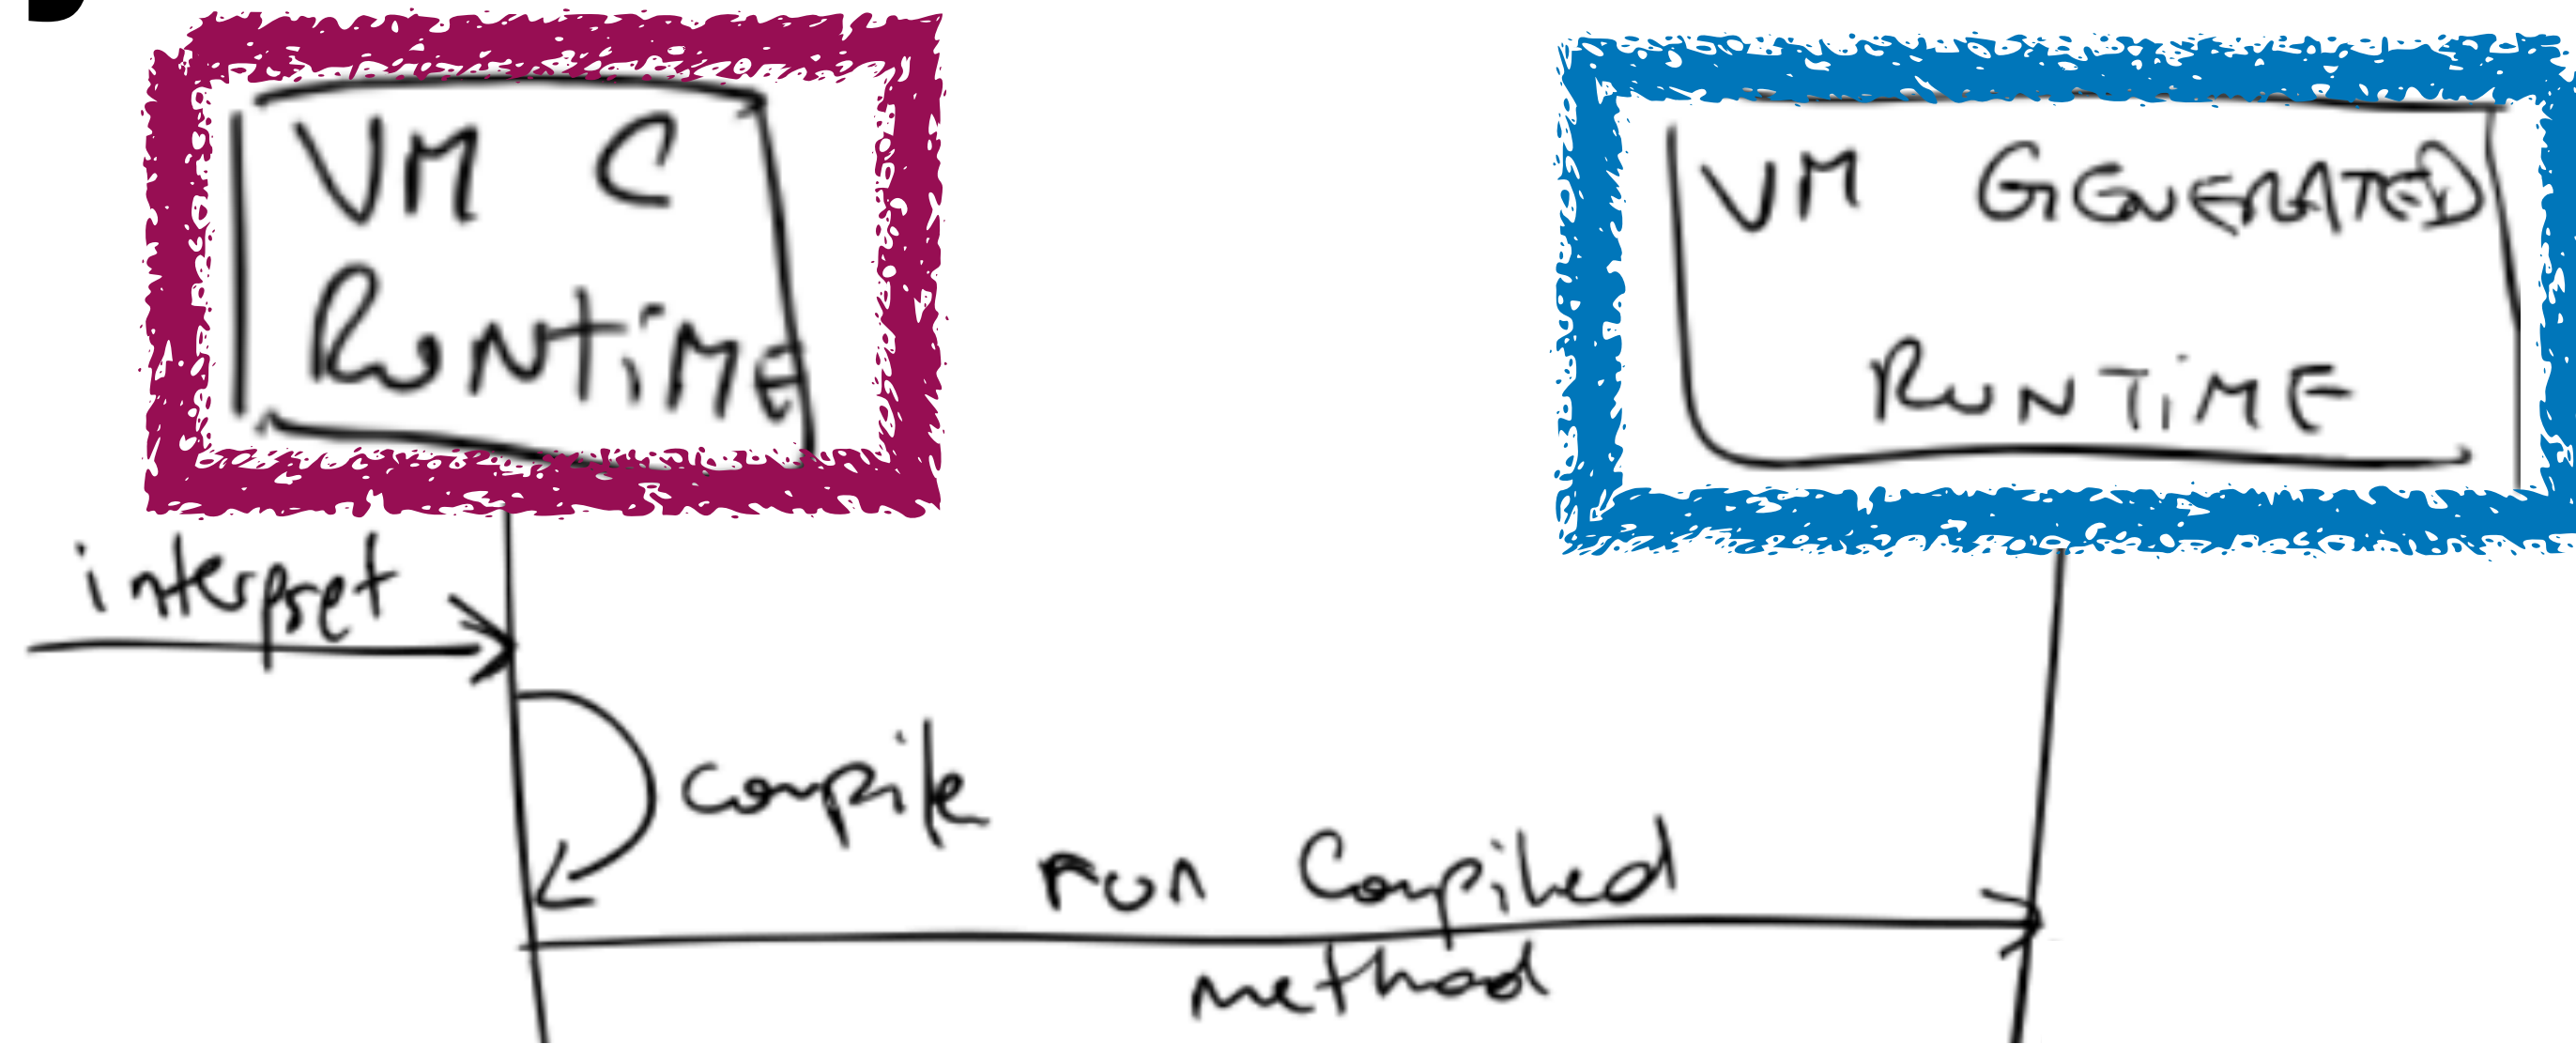 VM C
RUNTIME
VM GENERATED
RUNTIME
interpret
compile
run compiled
method